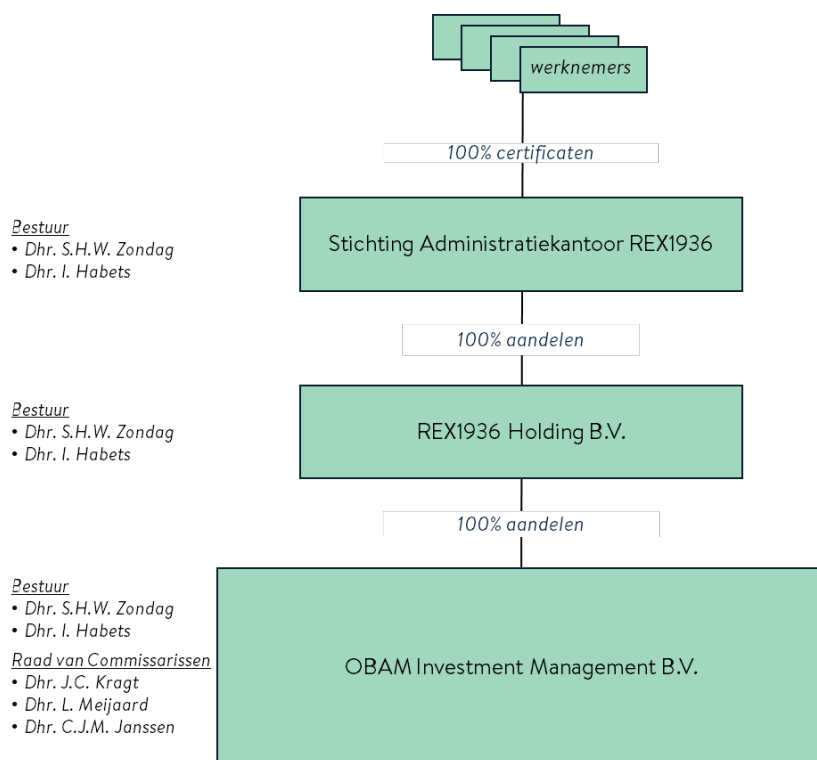 werknemers
100% certificaten
Bestuur
• Dhr. S.H.W. Zondag
• Dhr. I. Habets
Stichting Administratiekantoor REX1936
100% aandelen
Bestuur
• Dhr. S.H.W. Zondag
• Dhr. I. Habets
REX1936 Holding B.V.
100% aandelen
Bestuur
• Dhr. S.H.W. Zondag
• Dhr. I. Habets
Raad van Commissarissen
• Dhr. J.C. Kragt
• Dhr. L. Meijaard
• Dhr. C.J.M. Janssen
OBAM Investment Management B.V.